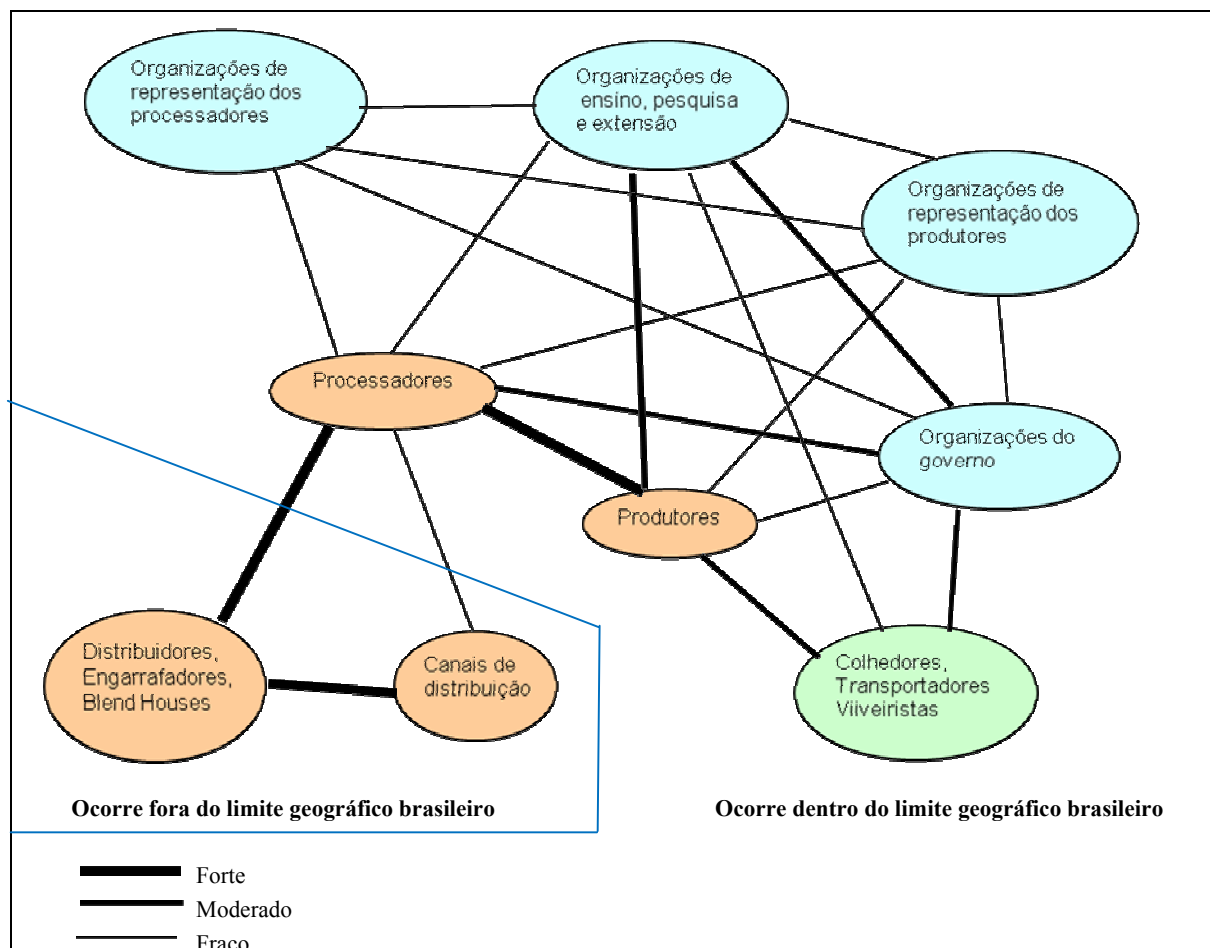 Organizações de
representação dos
processadores
Organizações de
ensino, pesquisa
e extensão
Organizações de
representação dos
produtores
Processadores
Organizações do
governo
Produtores
Distribuidores,
Engarrafadores,
Blend Houses
Canais de
distribuição
Colhedores,
Transportadores
Viiveiristas
Ocorre fora do limite geográfico brasileiro
Ocorre dentro do limite geográfico brasileiro
Forte
Moderado
Fraco